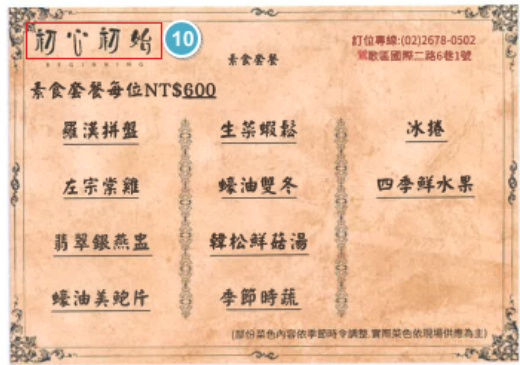 初心初始
10
BEGINNING
訂位專線:(02)2678-0502
鶯歌區國際二路6巷1號
素食套餐
素食套餐每位NT$600
羅漢拼盤 生菜蝦鬆 冰捲
左宗棠雞 蠔油雙冬 四季鮮水果
翡翠銀燕盅 韓松鮮菇湯
蠔油美鮑片 季節時蔬
(部份菜色內容依季節時令調整,實際菜色依現場供應為主)